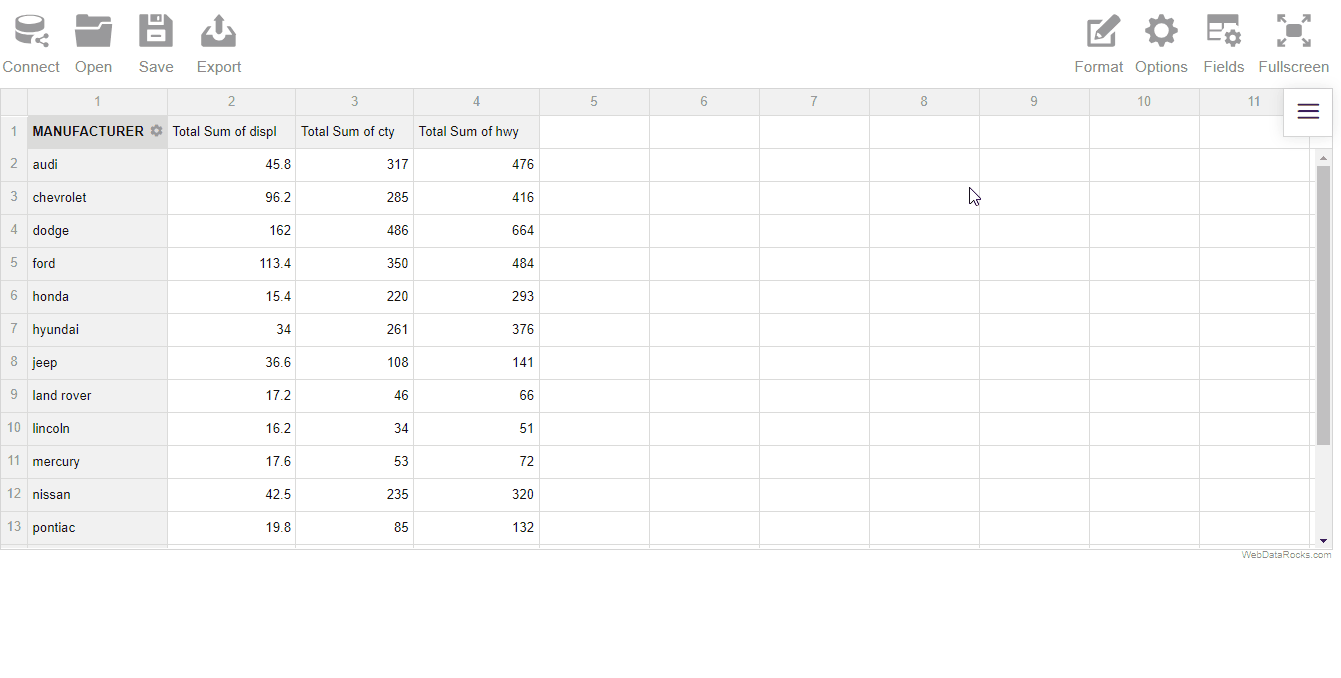 Connect Open Save Export Format Options Fields Fullscreen
1 2 3 4 5 6 7 8 9 10 11
1 MANUFACTURER Total Sum of displ Total Sum of cty Total Sum of hwy
2 audi 45.8 317 476
3 chevrolet 96.2 285 416
4 dodge 162 486 664
5 ford 113.4 350 484
6 honda 15.4 220 293
7 hyundai 34 261 376
8 jeep 36.6 108 141
9 land rover 17.2 46 66
10 lincoln 16.2 34 51
11 mercury 17.6 53 72
12 nissan 42.5 235 320
13 pontiac 19.8 85 132
WebDataRocks.com